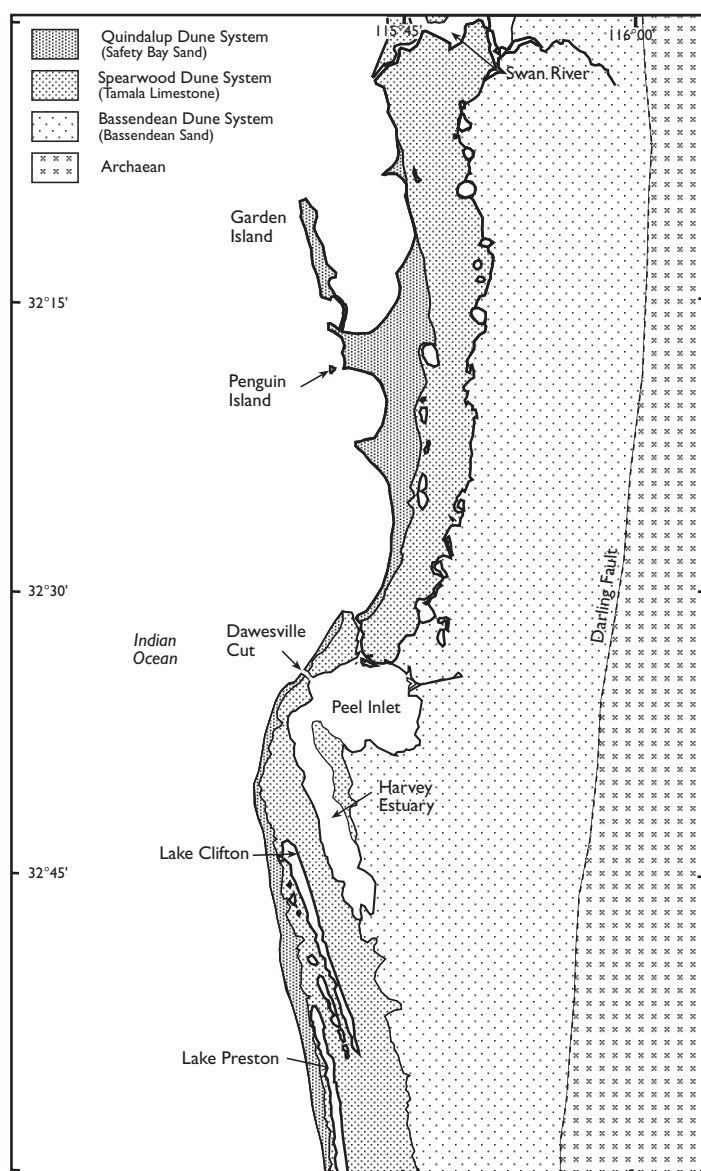 Quindalup Dune System
(Safety Bay Sand)
Spearwood Dune System
(Tamala Limestone)
Bassendean Dune System
(Bassendean Sand)
Archaean
115°45'
116°00'
Swan River
Garden
Island
32°15'
Penguin
Island
Darling Fault
32°30'
Indian
Ocean
Dawesville
Cut
Peel Inlet
Harvey
Estuary
Lake Clifton
32°45'
Lake Preston